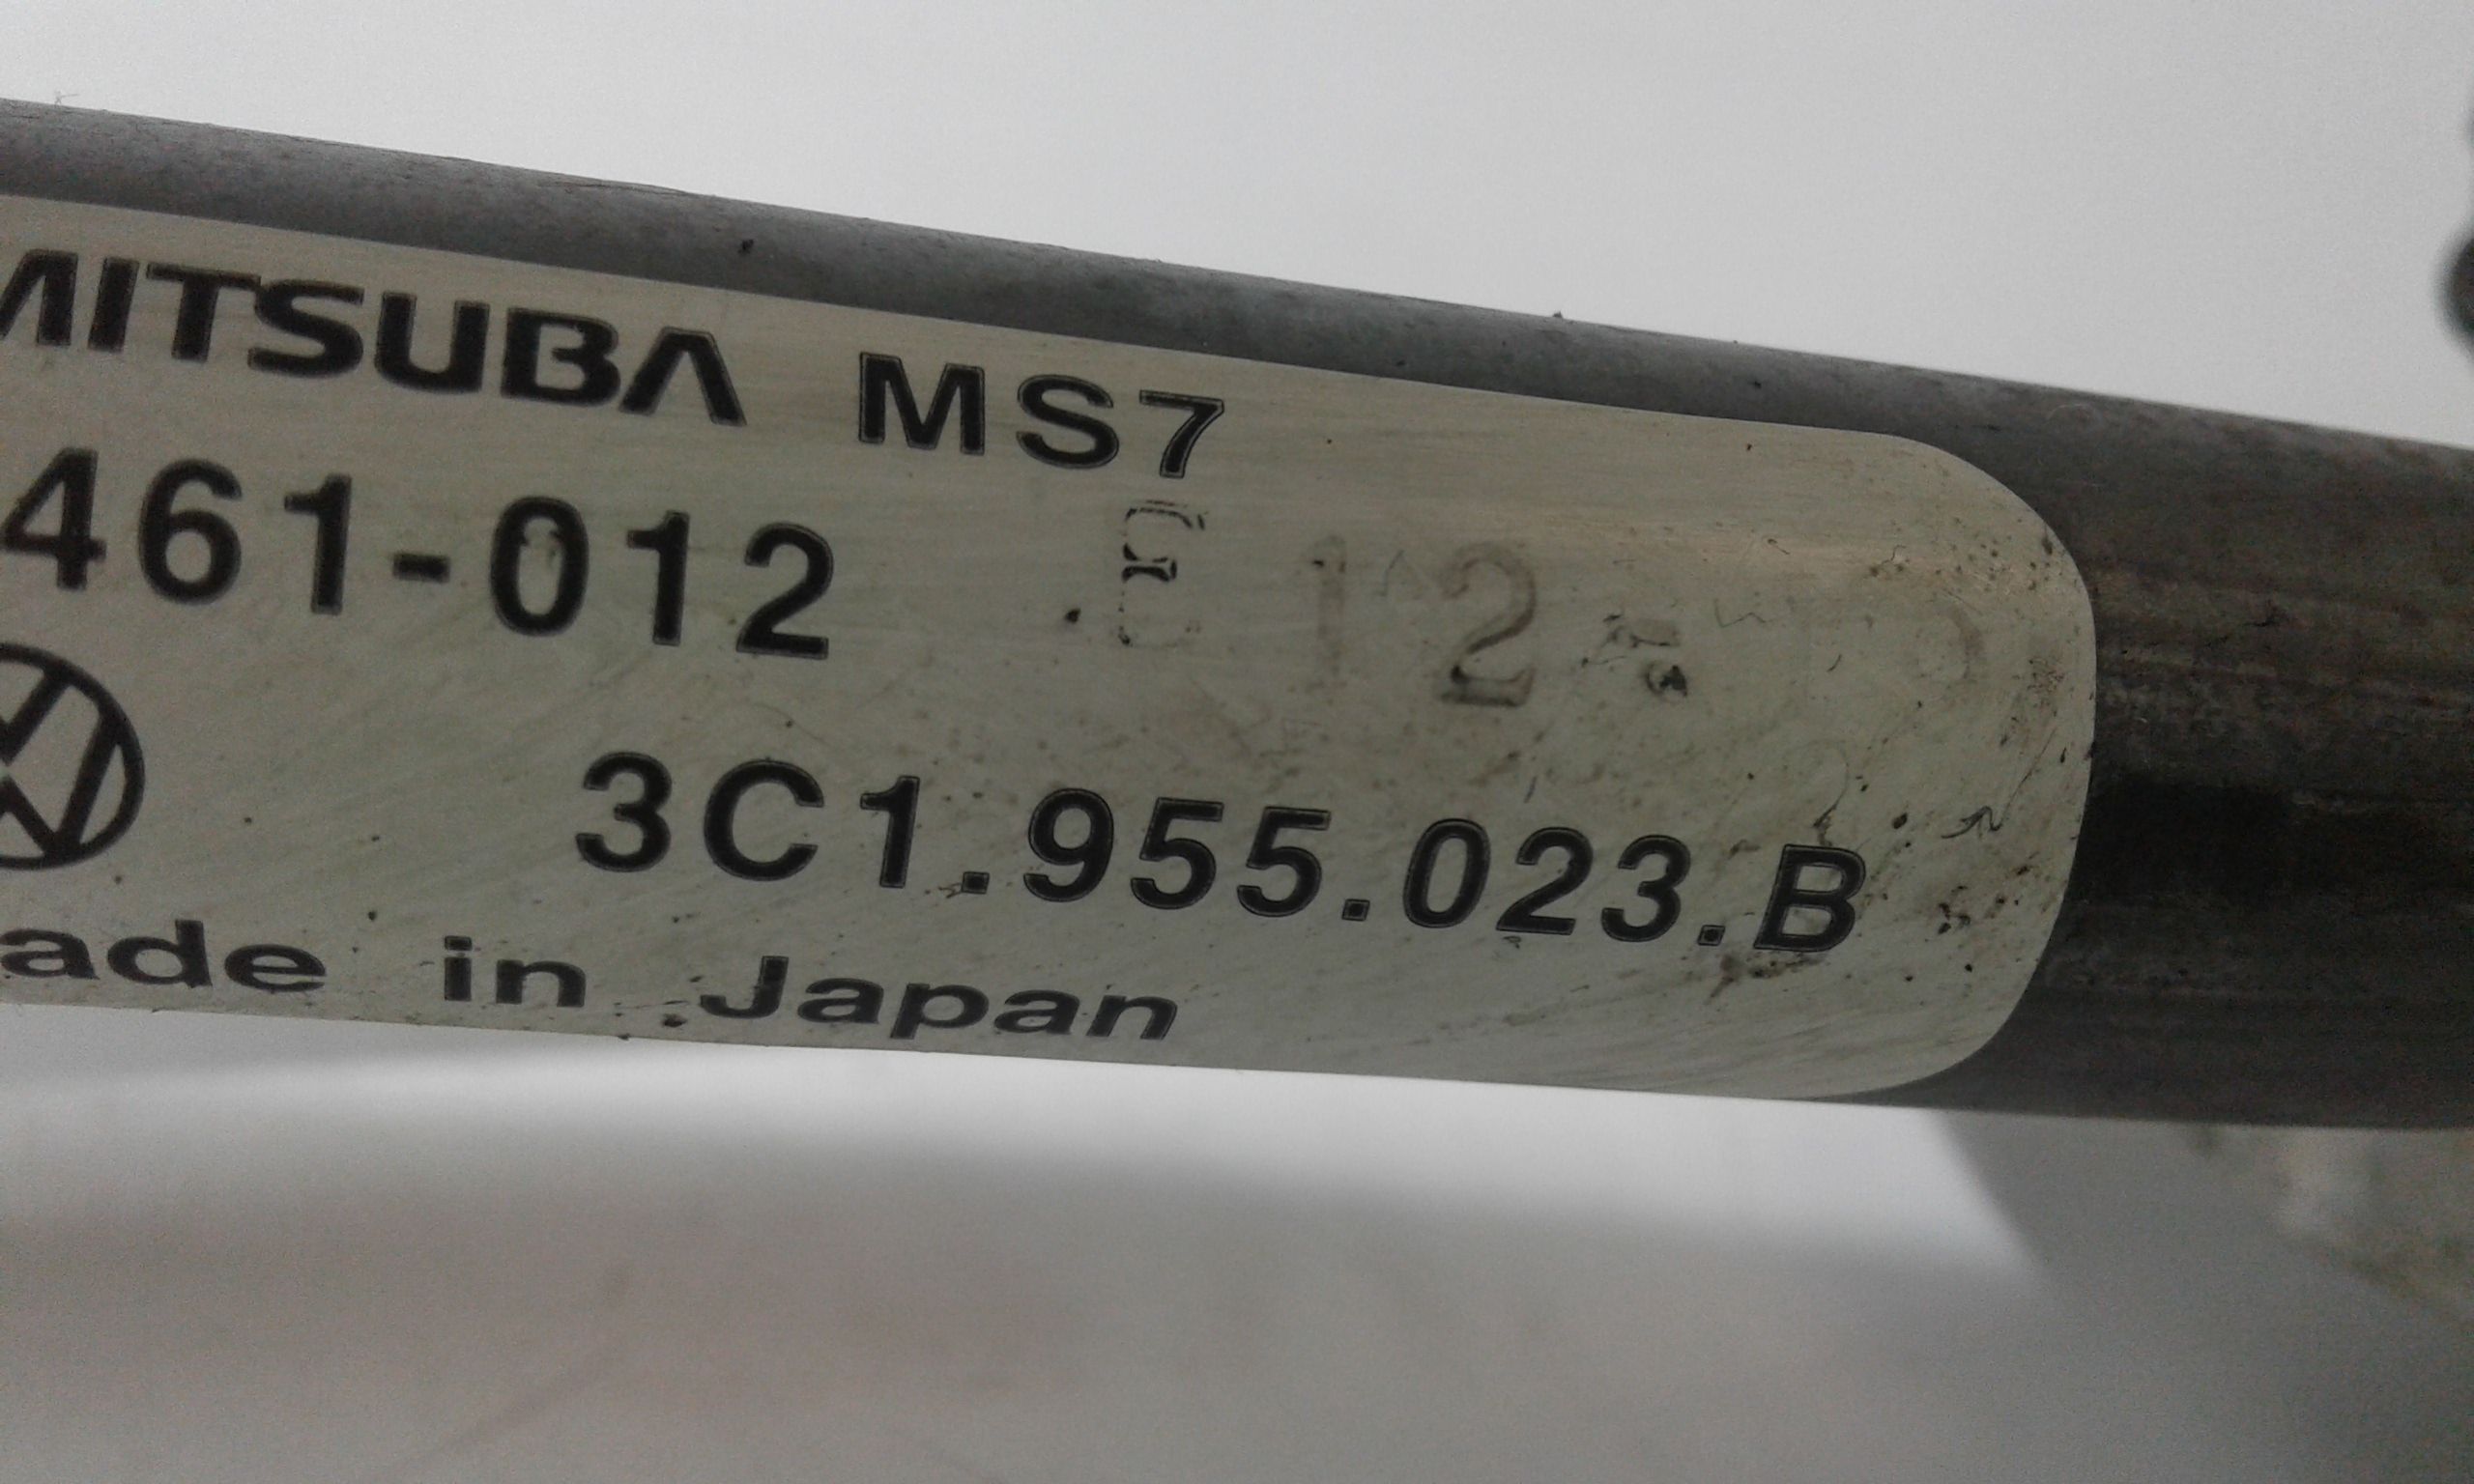 MITSUBA MS7
461-012
3C1.955.023.B
ade in Japan